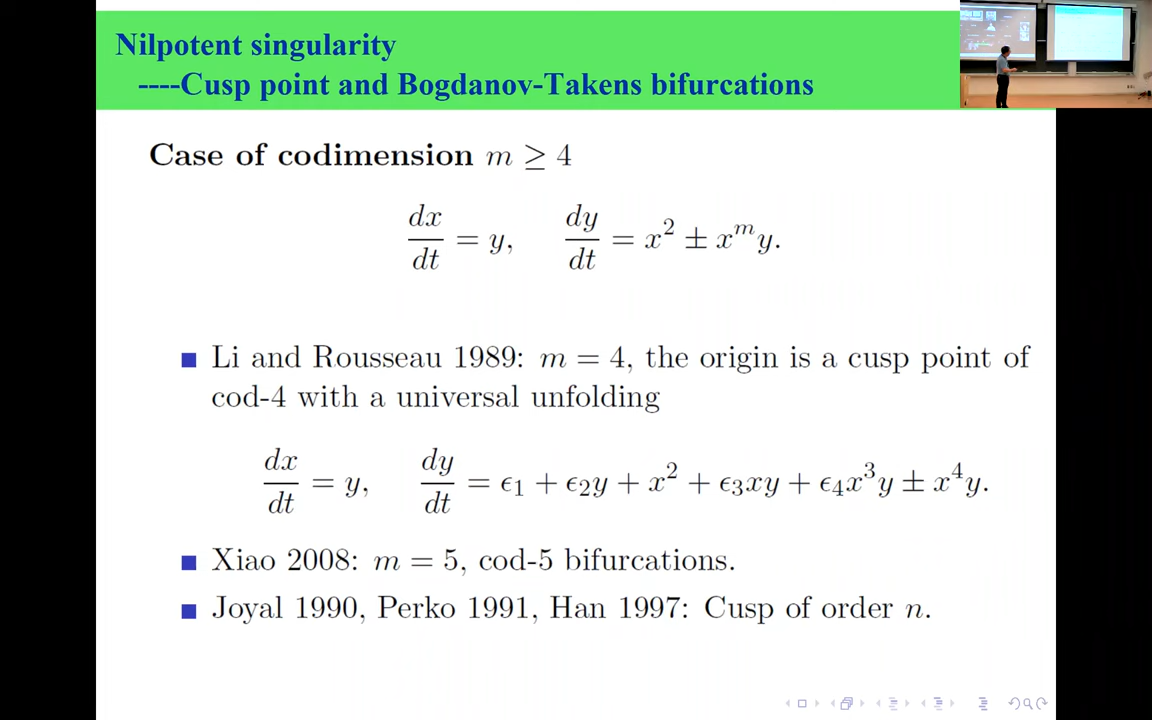 Nilpotent singularity
----Cusp point and Bogdanov-Takens bifurcations
Case of codimension m ≥ 4
dx/dt = y, dy/dt = x² ± xᵐy.
■ Li and Rousseau 1989: m = 4, the origin is a cusp point of
cod-4 with a universal unfolding
dx/dt = y, dy/dt = ϵ₁ + ϵ₂y + x² + ϵ₃xy + ϵ₄x³y ± x⁴y.
■ Xiao 2008: m = 5, cod-5 bifurcations.
■ Joyal 1990, Perko 1991, Han 1997: Cusp of order n.